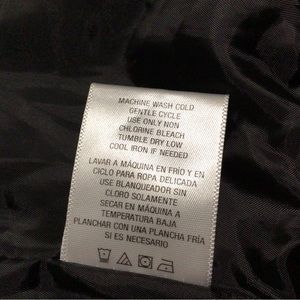 MACHINE WASH COLD
GENTLE CYCLE
USE ONLY NON
CHLORINE BLEACH
TUMBLE DRY LOW
COOL IRON IF NEEDED
LAVAR A MÁQUINA EN FRÍO Y EN
CICLO PARA ROPA DELICADA
USE BLANQUEADOR SIN
CLORO SOLAMENTE
SECAR EN MÁQUINA A
TEMPERATURA BAJA
PLANCHAR CON UNA PLANCHA FRÍA
SI ES NECESARIO